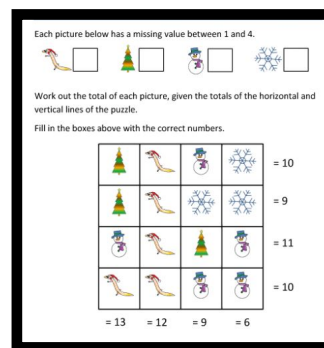 Each picture below has a missing value between 1 and 4.
Work out the total of each picture, given the totals of the horizontal and
vertical lines of the puzzle.
Fill in the boxes above with the correct numbers.
= 10
= 9
= 11
= 10
= 13 = 12 = 9 = 6